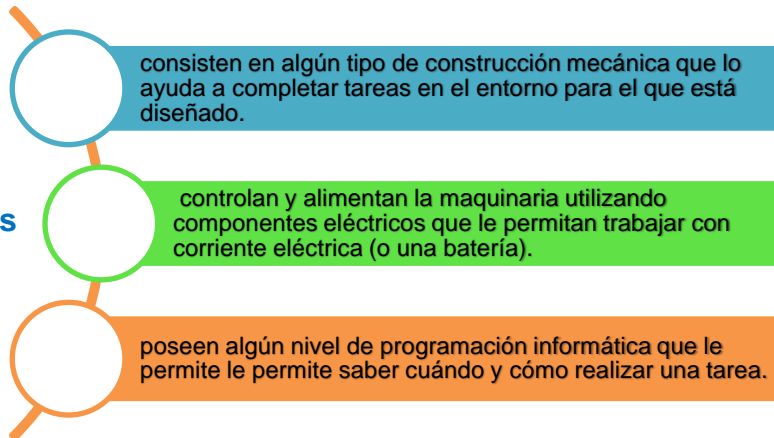 consisten en algún tipo de construcción mecánica que lo
ayuda a completar tareas en el entorno para el que está
diseñado.
s
controlan y alimentan la maquinaria utilizando
componentes eléctricos que le permitan trabajar con
corriente eléctrica (o una batería).
poseen algún nivel de programación informática que le
permite le permite saber cuándo y cómo realizar una tarea.